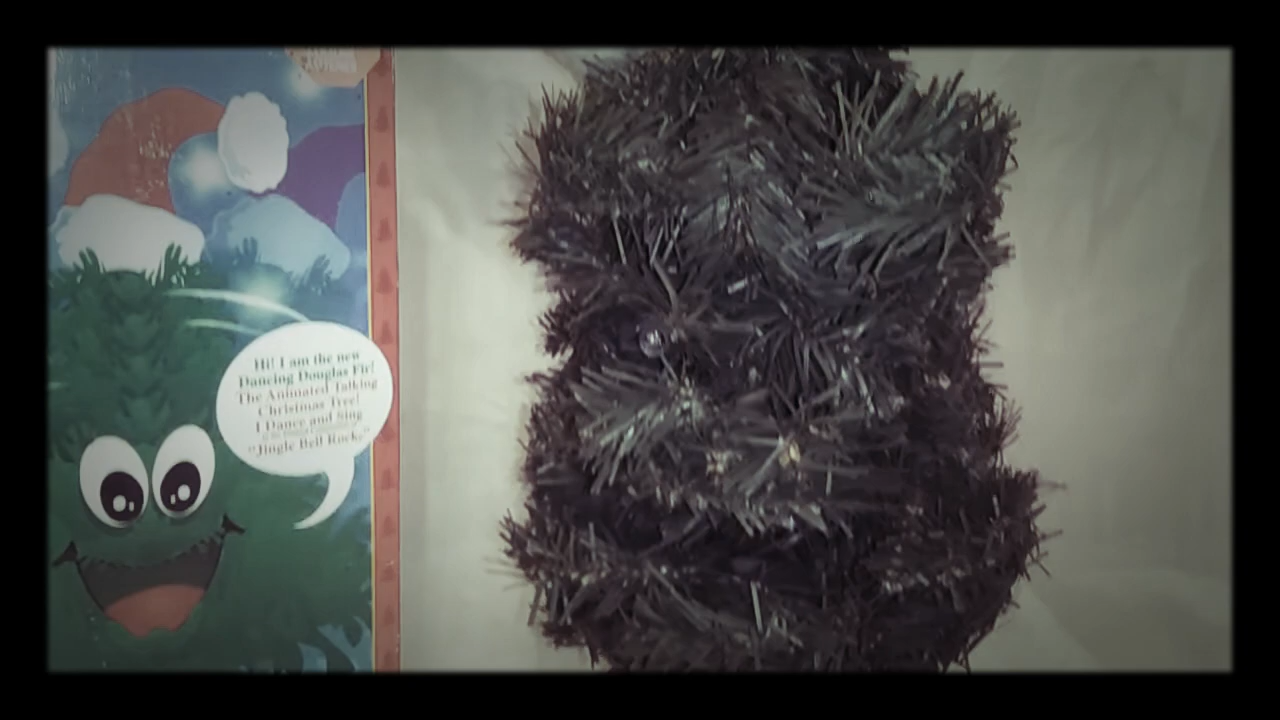 Hi! I am the new
Dancing Douglas Fir!
The Animated Talking
Christmas Tree!
I Dance and Sing
"Jingle Bell Rock."